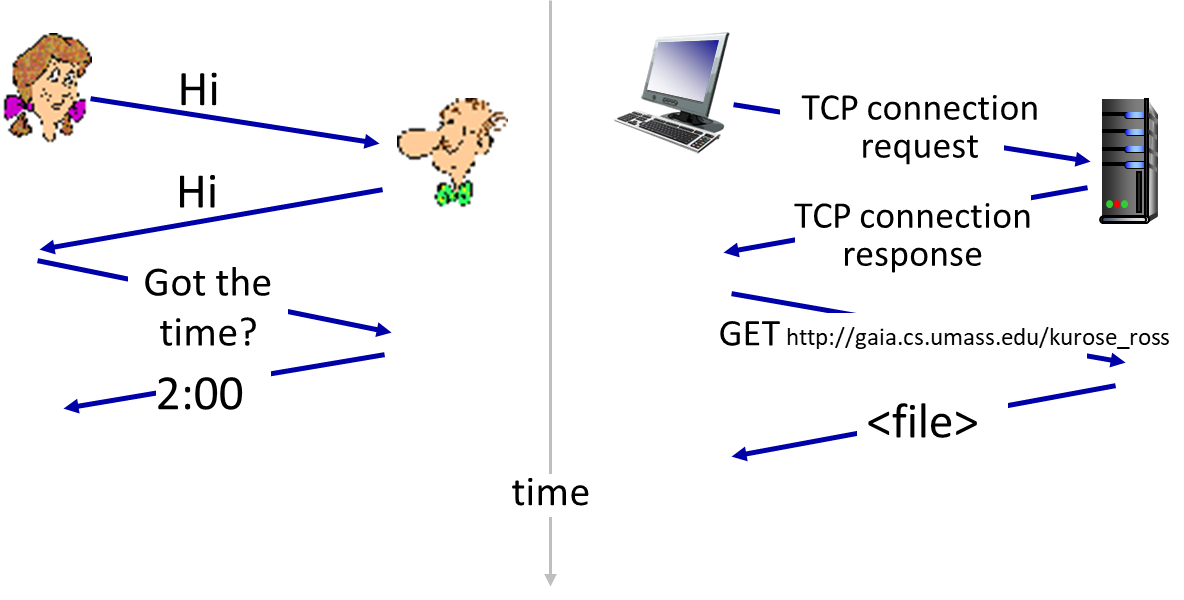 Hi
Hi
Got the
time?
2:00
time
TCP connection
request
TCP connection
response
GET http://gaia.cs.umass.edu/kurose_ross
<file>